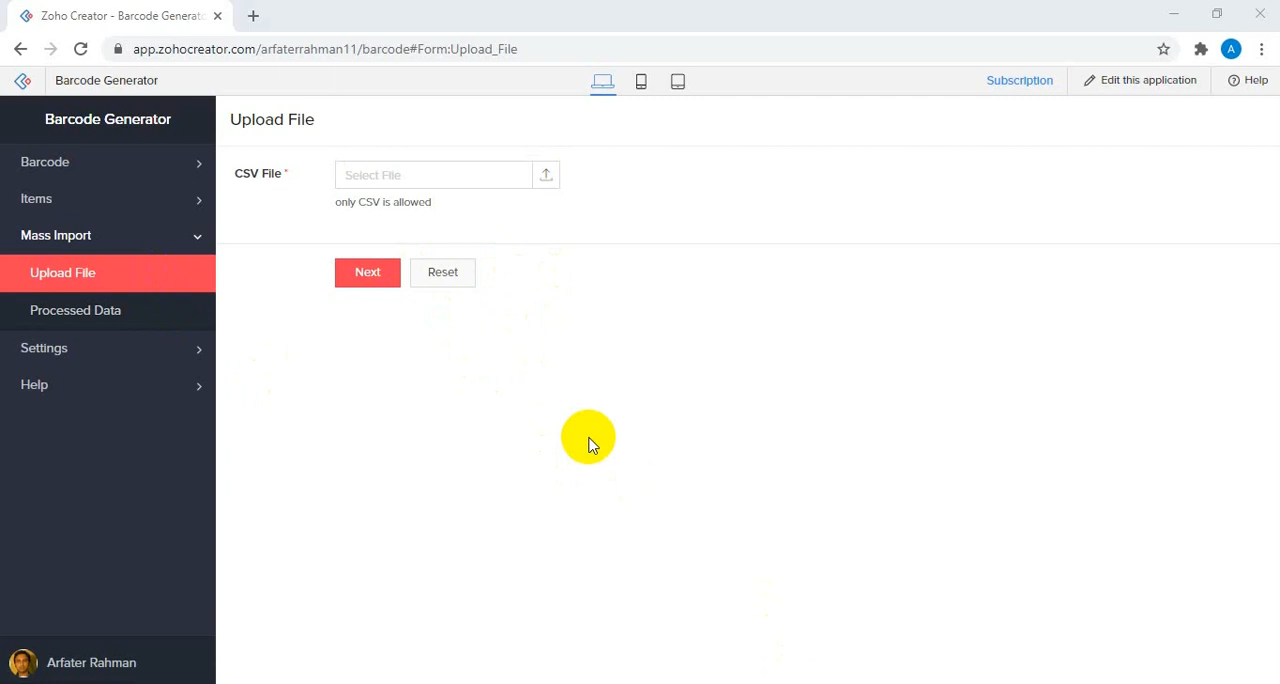 Zoho Creator - Barcode Generato
app.zohocreator.com/arfaterrahman11/barcode#Form:Upload_File
A
Barcode Generator
Subscription
Edit this application
Help
Barcode Generator
Upload File
Barcode
CSV File *
Select File
only CSV is allowed
Items
Mass Import
Upload File
Next
Reset
Processed Data
Settings
Help
Arfater Rahman